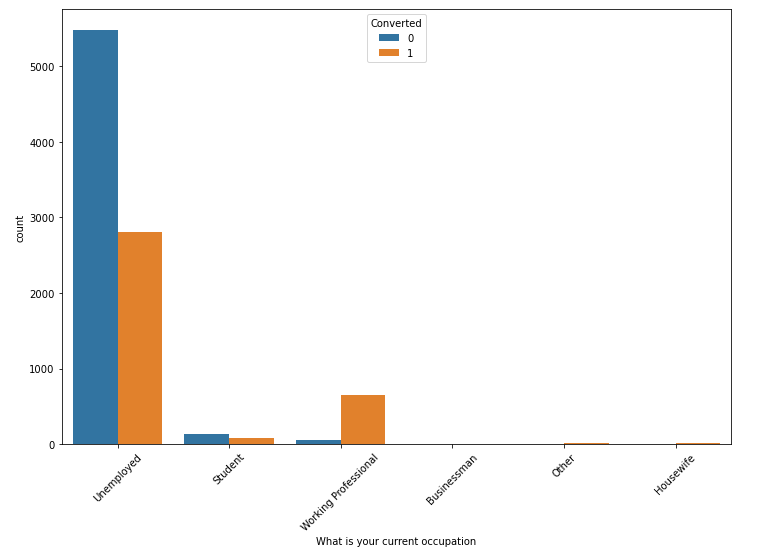 Converted
0
1
5000
4000
3000
2000
1000
0
count
Unemployed
Student
Working Professional
Businessman
Other
Housewife
What is your current occupation